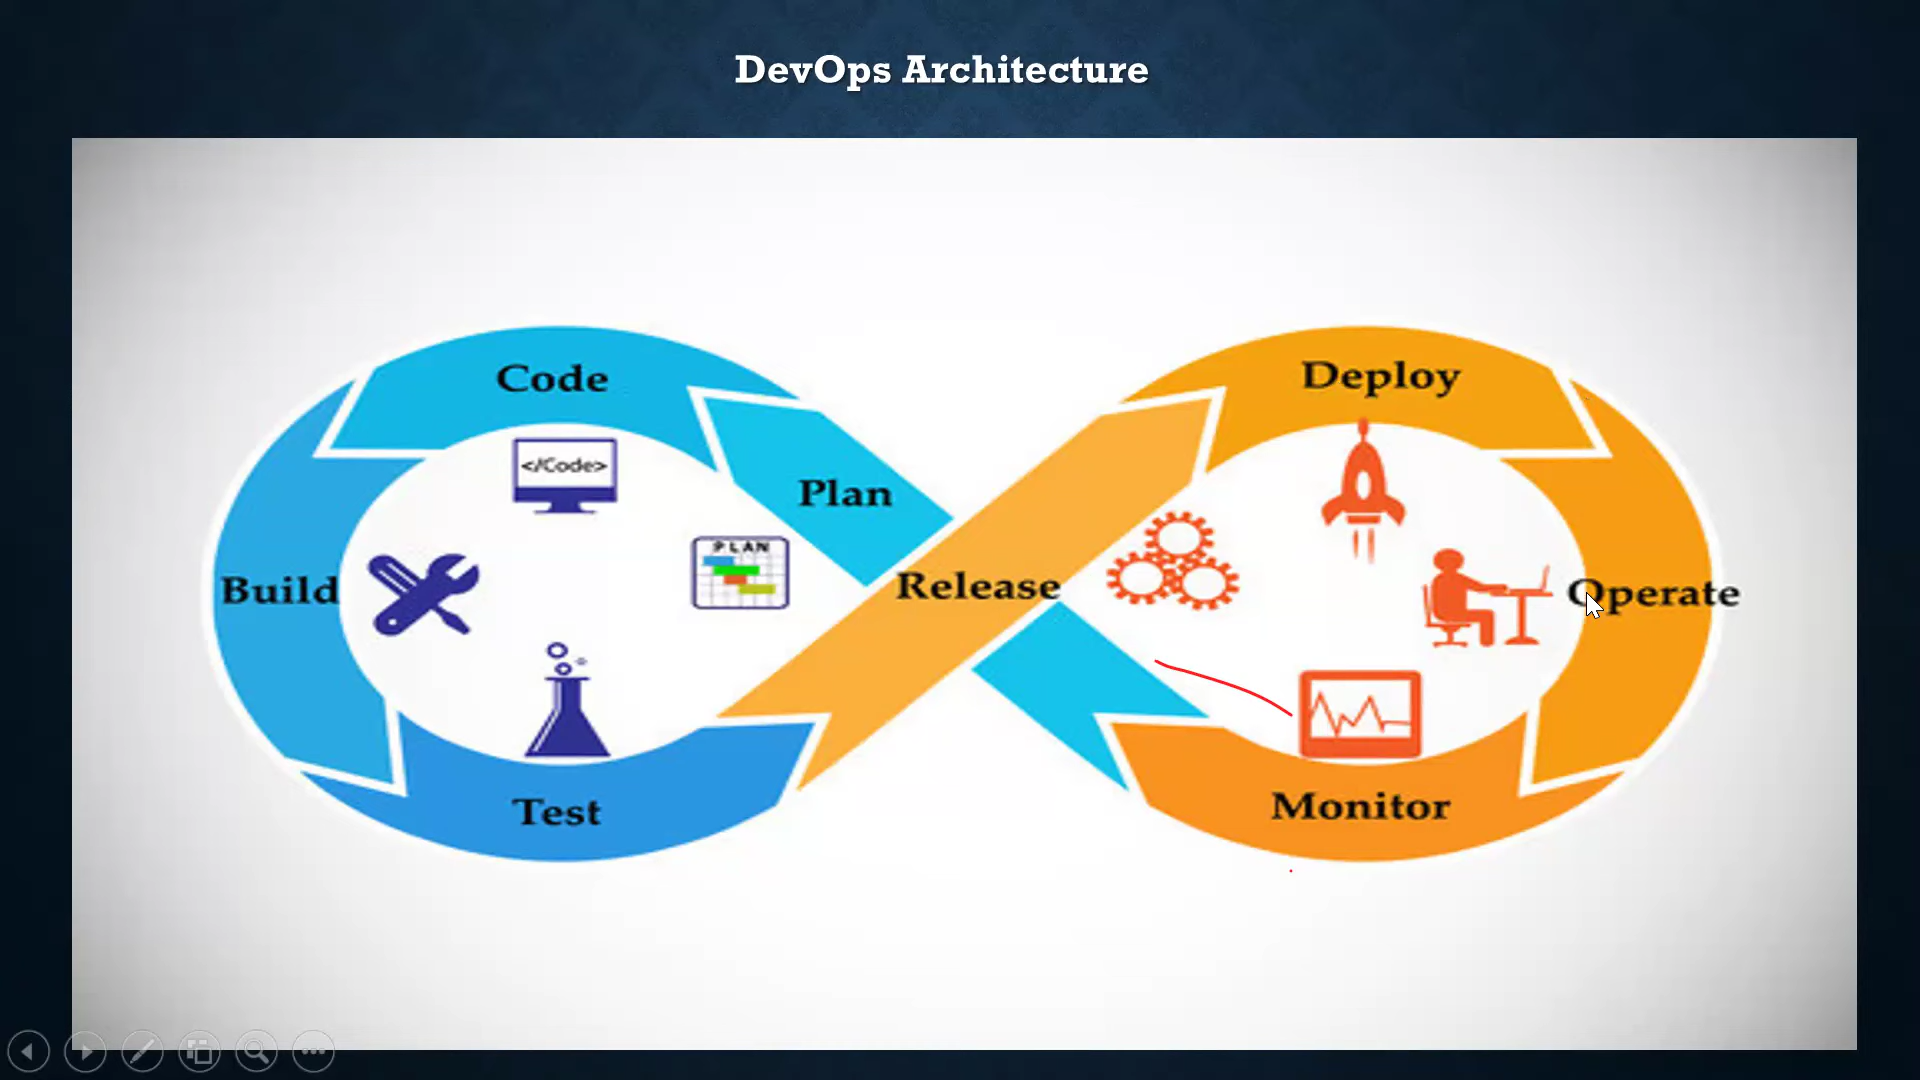 DevOps Architecture
Code
Deploy
</Code>
Plan
PLAN
Build
Release
Operate
Test
Monitor